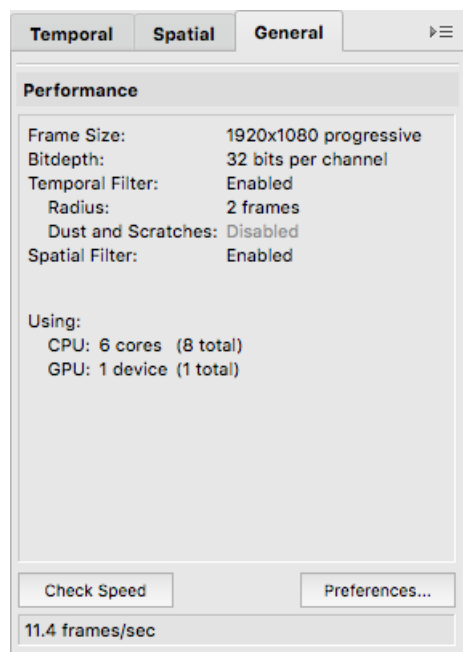 Temporal Spatial General
Performance
Frame Size: 1920x1080 progressive
Bitdepth: 32 bits per channel
Temporal Filter: Enabled
Radius: 2 frames
Dust and Scratches: Disabled
Spatial Filter: Enabled
Using:
CPU: 6 cores (8 total)
GPU: 1 device (1 total)
Check Speed Preferences...
11.4 frames/sec